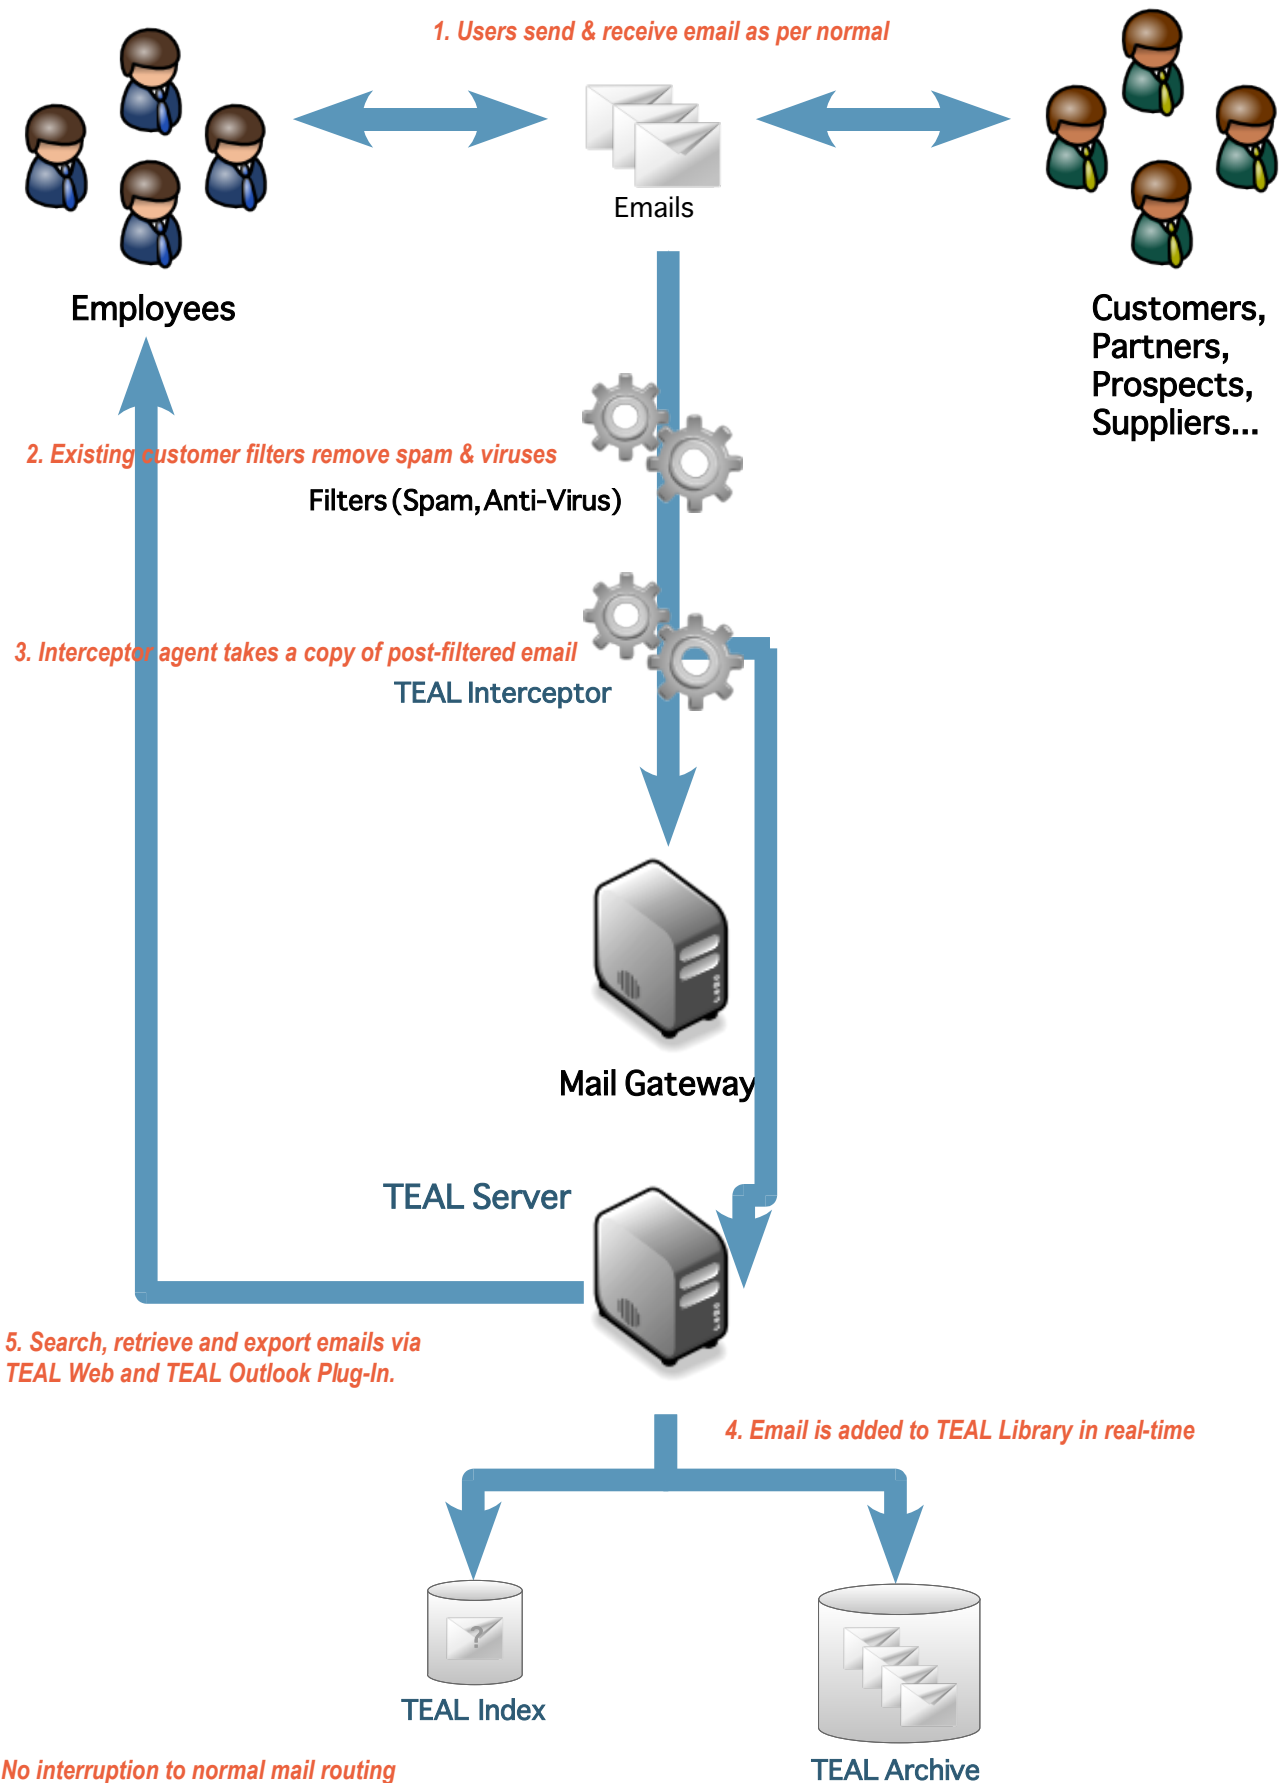 1. Users send & receive email as per normal
Emails
Employees
Customers,
Partners,
Prospects,
Suppliers...
2. Existing customer filters remove spam & viruses
Filters (Spam, Anti-Virus)
3. Interceptor agent takes a copy of post-filtered email
TEAL Interceptor
Mail Gateway
TEAL Server
5. Search, retrieve and export emails via
TEAL Web and TEAL Outlook Plug-In.
4. Email is added to TEAL Library in real-time
?
TEAL Index
TEAL Archive
No interruption to normal mail routing